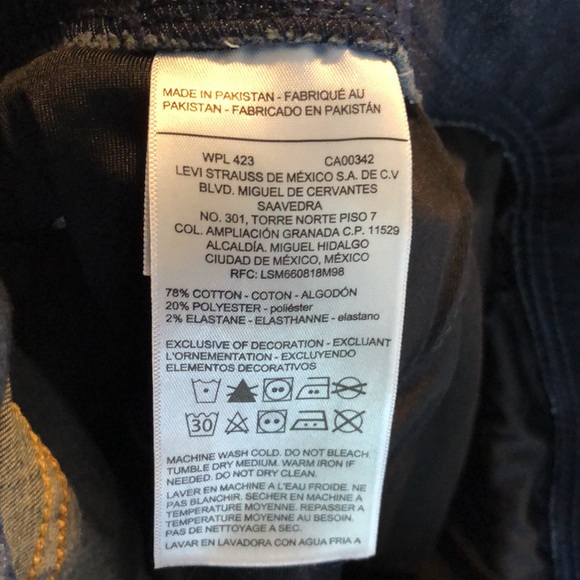 MADE IN PAKISTAN - FABRIQUÉ AU
PAKISTAN - FABRICADO EN PAKISTÁN
WPL 423 CA00342
LEVI STRAUSS DE MÉXICO S.A. DE C.V
BLVD. MIGUEL DE CERVANTES
SAAVEDRA
NO. 301, TORRE NORTE PISO 7
COL. AMPLIACIÓN GRANADA C.P. 11529
ALCALDÍA. MIGUEL HIDALGO
CIUDAD DE MÉXICO, MÉXICO
RFC: LSM660818M98
78% COTTON - COTON - ALGODÓN
20% POLYESTER - poliéster
2% ELASTANE - ELASTHANNE - elastano
EXCLUSIVE OF DECORATION - EXCLUANT
L'ORNEMENTATION - EXCLUYENDO
ELEMENTOS DECORATIVOS
30
MACHINE WASH COLD. DO NOT BLEACH.
TUMBLE DRY MEDIUM. WARM IRON IF
NEEDED. DO NOT DRY CLEAN.
LAVER EN MACHINE A L'EAU FROIDE. NE
PAS BLANCHIR. SECHER EN MACHINE A
TEMPERATURE MOYENNE. REPASSER A
TEMPERATURE MOYENNE AU BESOIN.
PAS DE NETTOYAGE A SEC.
LAVAR EN LAVADORA CON AGUA FRIA A